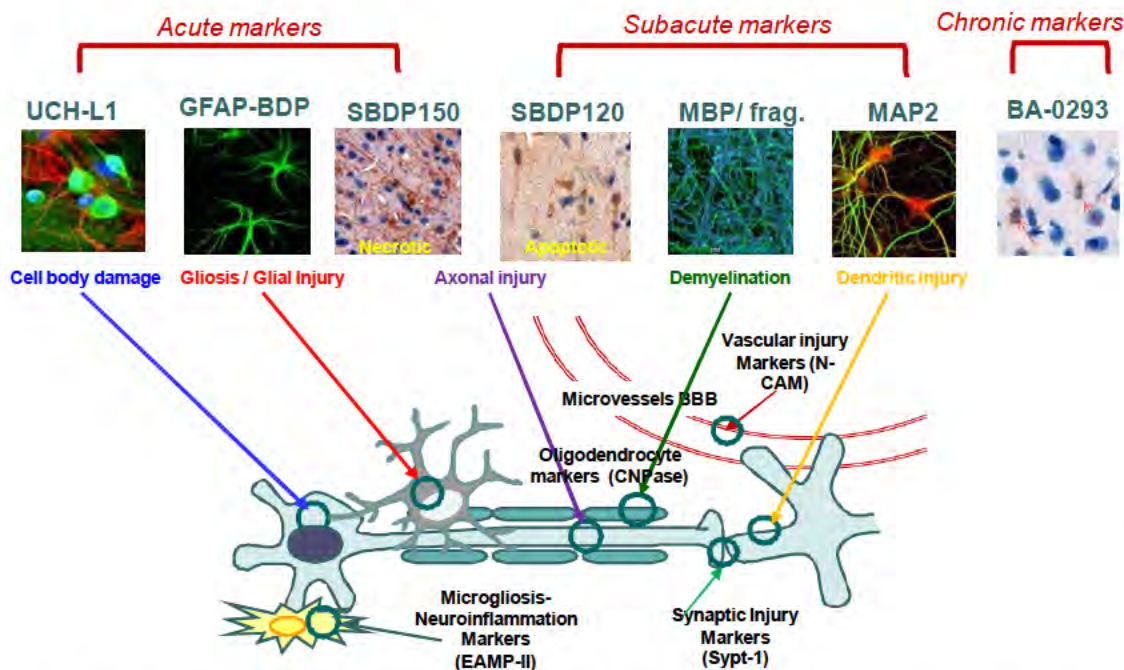 Acute markers
Subacute markers
Chronic markers
UCH-L1
GFAP-BDP
SBDP150
SBDP120
MBP/ frag.
MAP2
BA-0293
Necrotic
Apoptotic
Cell body damage
Gliosis / Glial Injury
Axonal injury
Demyelination
Dendritic injury
Vascular injury
Markers (N-
CAM)
Microvessels BBB
Oligodendrocyte
markers (CNPase)
Microgliosis-
Neuroinflammation
Markers
(EAMP-II)
Synaptic Injury
Markers
(Sypt-1)